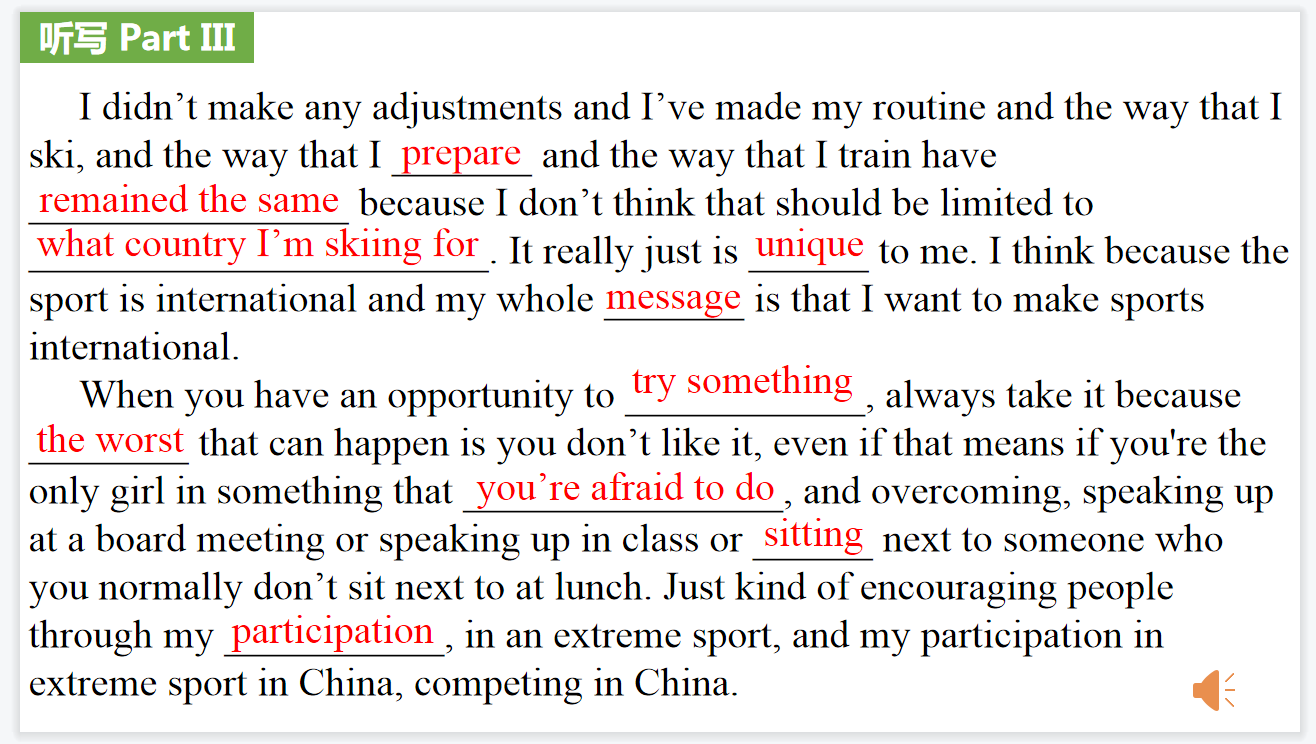 听写 Part III
I didn’t make any adjustments and I’ve made my routine and the way that I
ski, and the way that I prepare and the way that I train have
remained the same because I don’t think that should be limited to
what country I’m skiing for. It really just is unique to me. I think because the
sport is international and my whole message is that I want to make sports
international.
When you have an opportunity to try something, always take it because
the worst that can happen is you don’t like it, even if that means if you're the
only girl in something that you’re afraid to do, and overcoming, speaking up
at a board meeting or speaking up in class or sitting next to someone who
you normally don’t sit next to at lunch. Just kind of encouraging people
through my participation, in an extreme sport, and my participation in
extreme sport in China, competing in China.